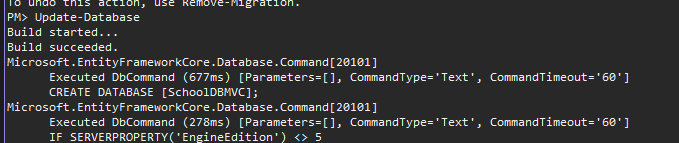 To undo this action, use Remove-Migration.
PM> Update-Database
Build started...
Build succeeded.
Microsoft.EntityFrameworkCore.Database.Command[20101]
      Executed DbCommand (677ms) [Parameters=[], CommandType='Text', CommandTimeout='60']
      CREATE DATABASE [SchoolDBMVC];
Microsoft.EntityFrameworkCore.Database.Command[20101]
      Executed DbCommand (278ms) [Parameters=[], CommandType='Text', CommandTimeout='60']
      IF SERVERPROPERTY('EngineEdition') <> 5